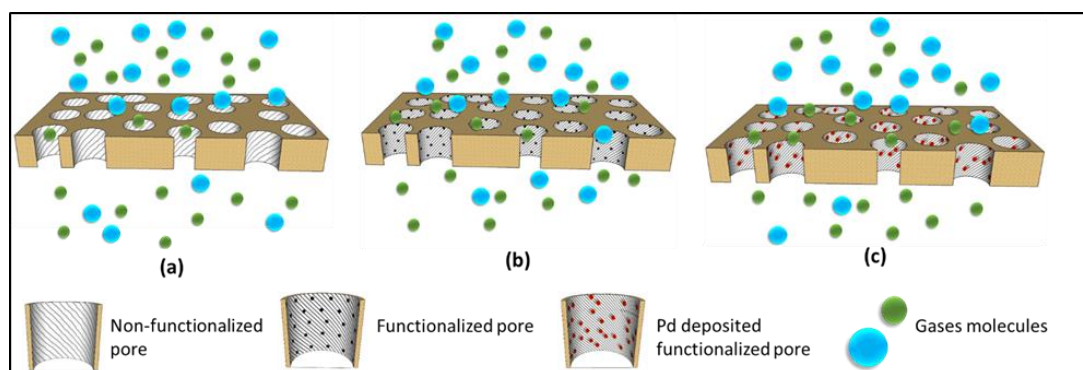 (a)
(b)
(c)
Non-functionalized
pore
Functionalized pore
Pd deposited
functionalized pore
Gases molecules